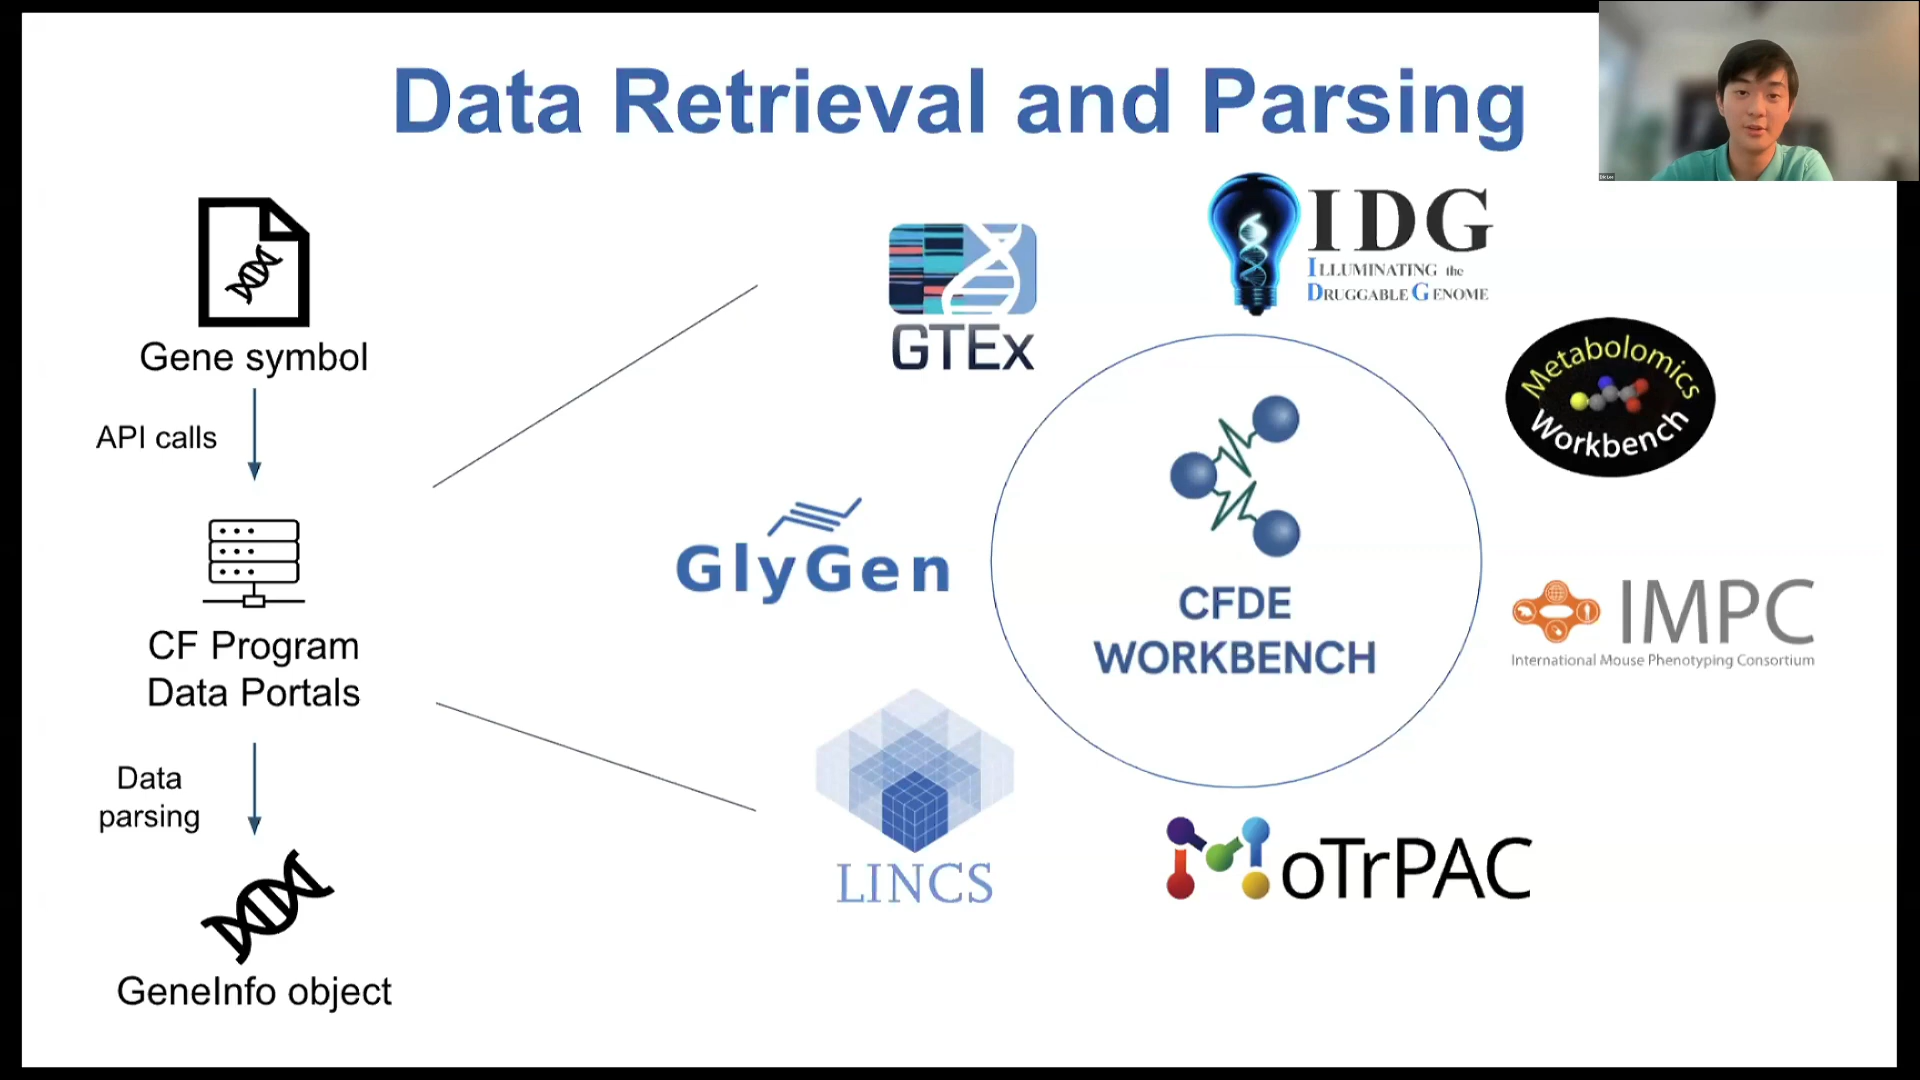 Data Retrieval and Parsing
Gene symbol
API calls
CF Program
Data Portals
Data
parsing
GeneInfo object
GTEx
IDG
ILLUMINATING the
DRUGGABLE GENOME
Metabolomics
Workbench
GlyGen
CFDE
WORKBENCH
IMPC
International Mouse Phenotyping Consortium
LINCS
MoTrPAC